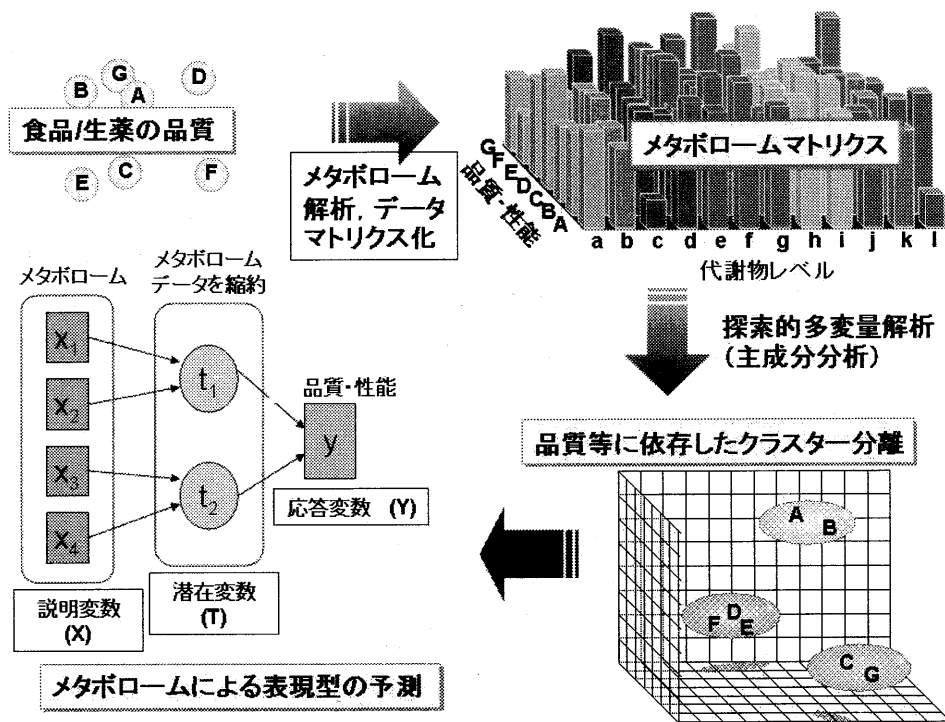 G
D
B
A
食品/生薬の品質
C
E
F
メタボローム
解析，データ
マトリクス化
メタボロームマトリクス
G
F
E
D
C
B
A
品質・性能
a b c d e f g h i j k l
代謝物レベル
探索的多変量解析
（主成分分析）
品質等に依存したクラスター分離
A
B
D
F
E
C
G
メタボローム
メタボローム
データを縮約
x1
x2
x3
x4
t1
t2
品質・性能
y
応答変数 (Y)
説明変数
(X)
潜在変数
(T)
メタボロームによる表現型の予測